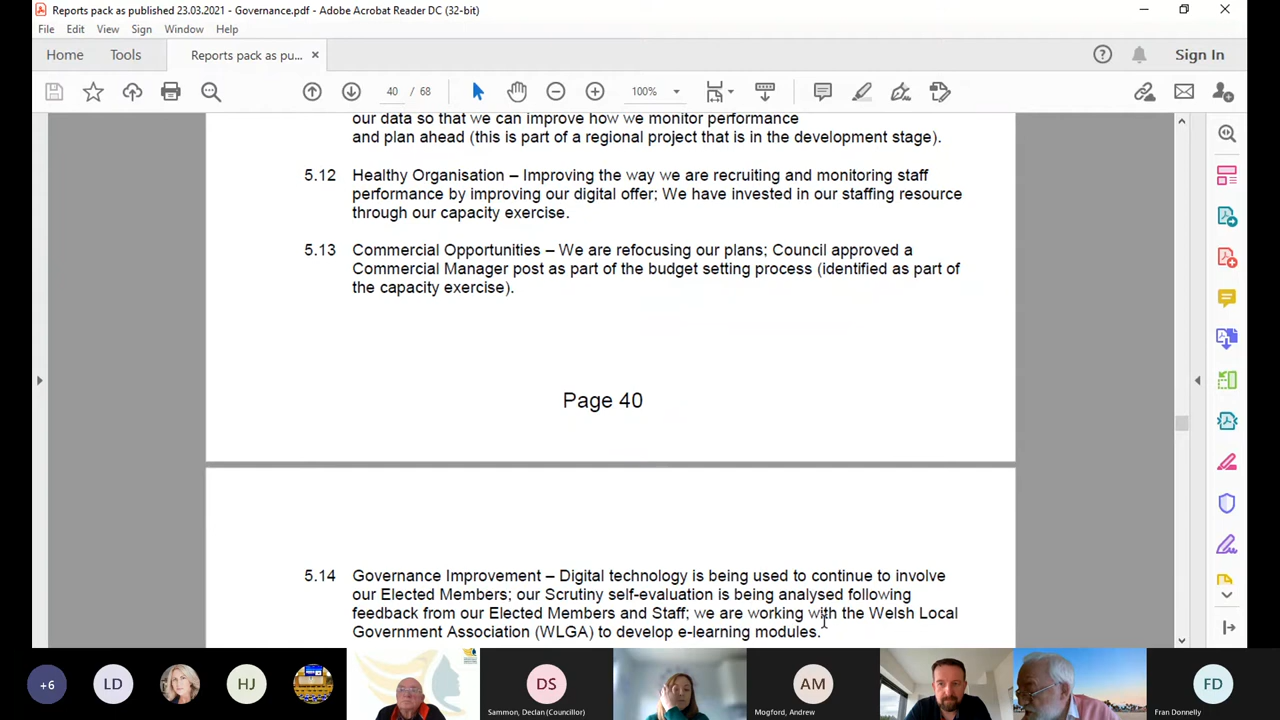 Reports pack as published 23.03.2021 - Governance.pdf - Adobe Acrobat Reader DC (32-bit)
File Edit View Sign Window Help
Home Tools Reports pack as pu... × Sign In
40 / 68 100%
our data so that we can improve how we monitor performance
and plan ahead (this is part of a regional project that is in the development stage).
5.12 Healthy Organisation – Improving the way we are recruiting and monitoring staff
performance by improving our digital offer; We have invested in our staffing resource
through our capacity exercise.
5.13 Commercial Opportunities – We are refocusing our plans; Council approved a
Commercial Manager post as part of the budget setting process (identified as part of
the capacity exercise).
Page 40
5.14 Governance Improvement – Digital technology is being used to continue to involve
our Elected Members; our Scrutiny self-evaluation is being analysed following
feedback from our Elected Members and Staff; we are working with the Welsh Local
Government Association (WLGA) to develop e-learning modules.
+6 LD HJ DS AM FD
Sammon, Declan (Councillor) Mogford, Andrew Fran Donnelly